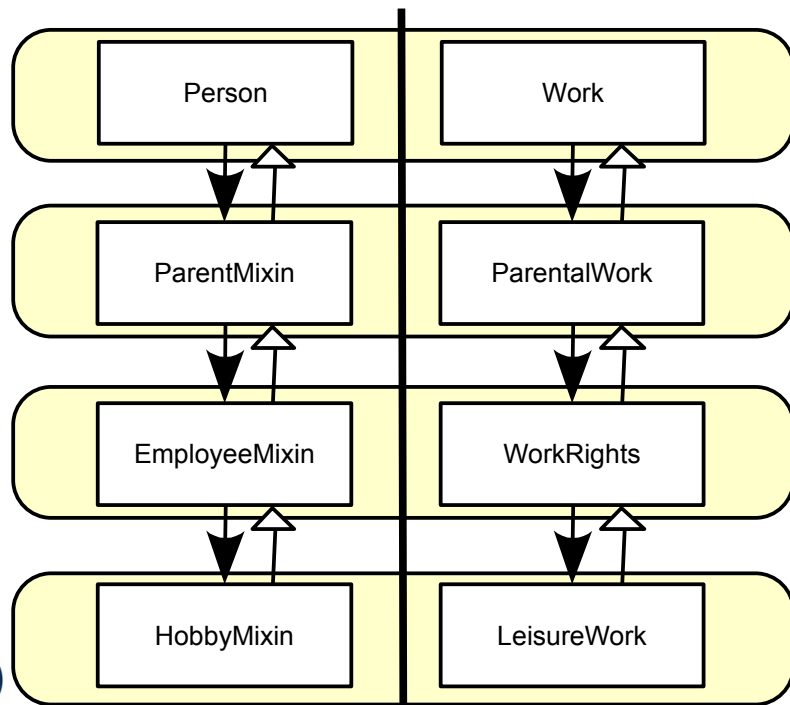 Person
Work
ParentMixin
ParentalWork
EmployeeMixin
WorkRights
HobbyMixin
LeisureWork